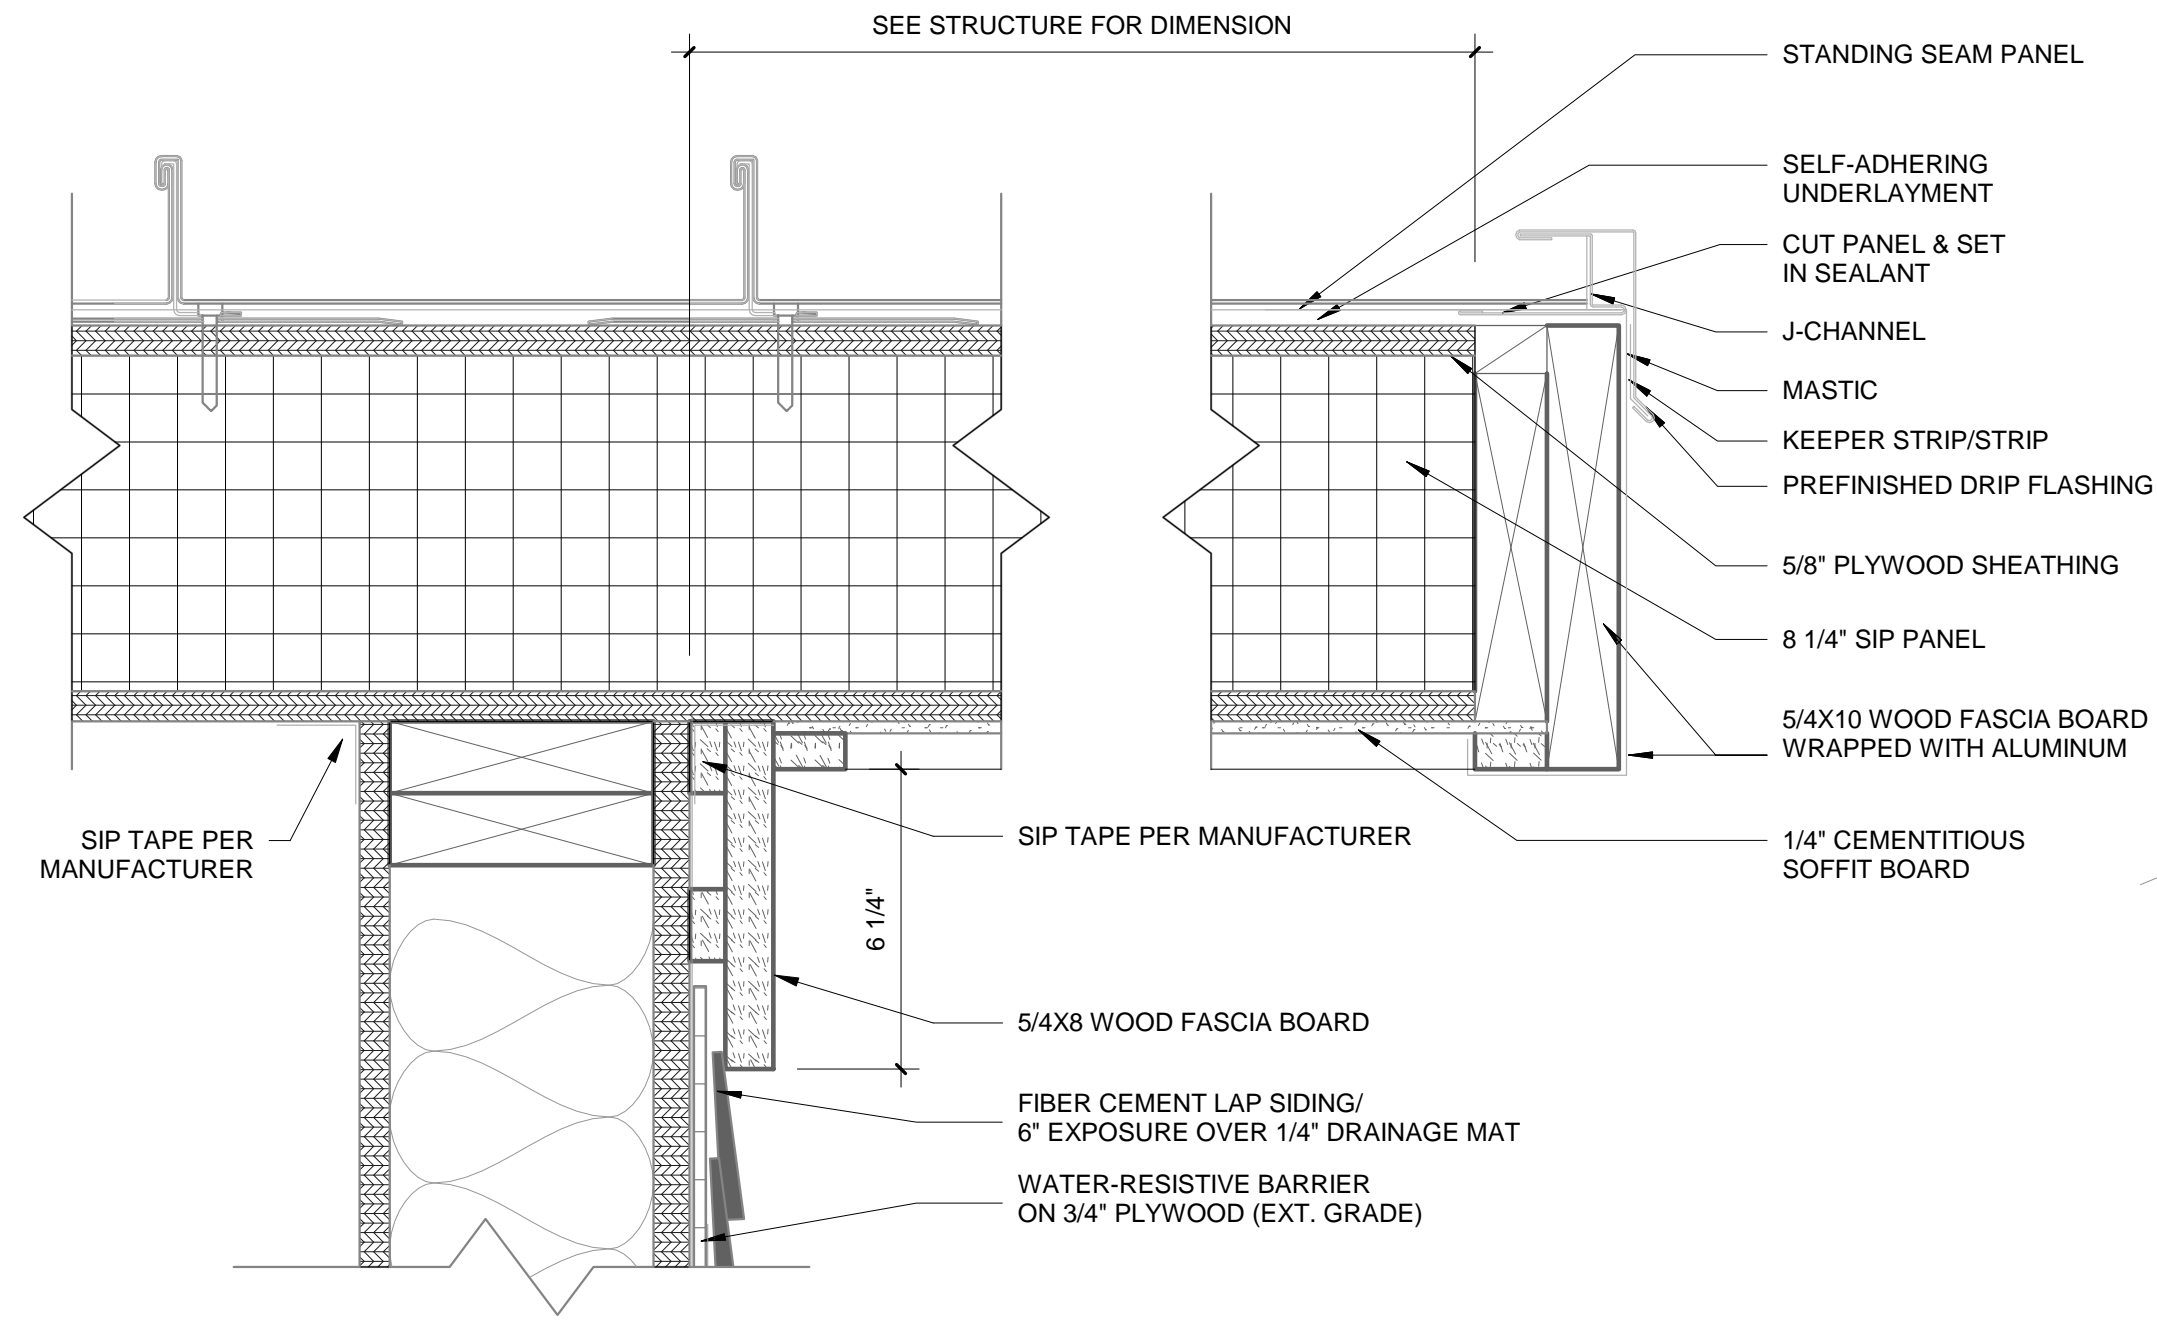 SEE STRUCTURE FOR DIMENSION
STANDING SEAM PANEL
SELF-ADHERING
UNDERLAYMENT
CUT PANEL & SET
IN SEALANT
J-CHANNEL
MASTIC
KEEPER STRIP/STRIP
PREFINISHED DRIP FLASHING
5/8" PLYWOOD SHEATHING
8 1/4" SIP PANEL
5/4X10 WOOD FASCIA BOARD
WRAPPED WITH ALUMINUM
1/4" CEMENTITIOUS
SOFFIT BOARD
SIP TAPE PER
MANUFACTURER
SIP TAPE PER MANUFACTURER
6 1/4"
5/4X8 WOOD FASCIA BOARD
FIBER CEMENT LAP SIDING/
6" EXPOSURE OVER 1/4" DRAINAGE MAT
WATER-RESISTIVE BARRIER
ON 3/4" PLYWOOD (EXT. GRADE)